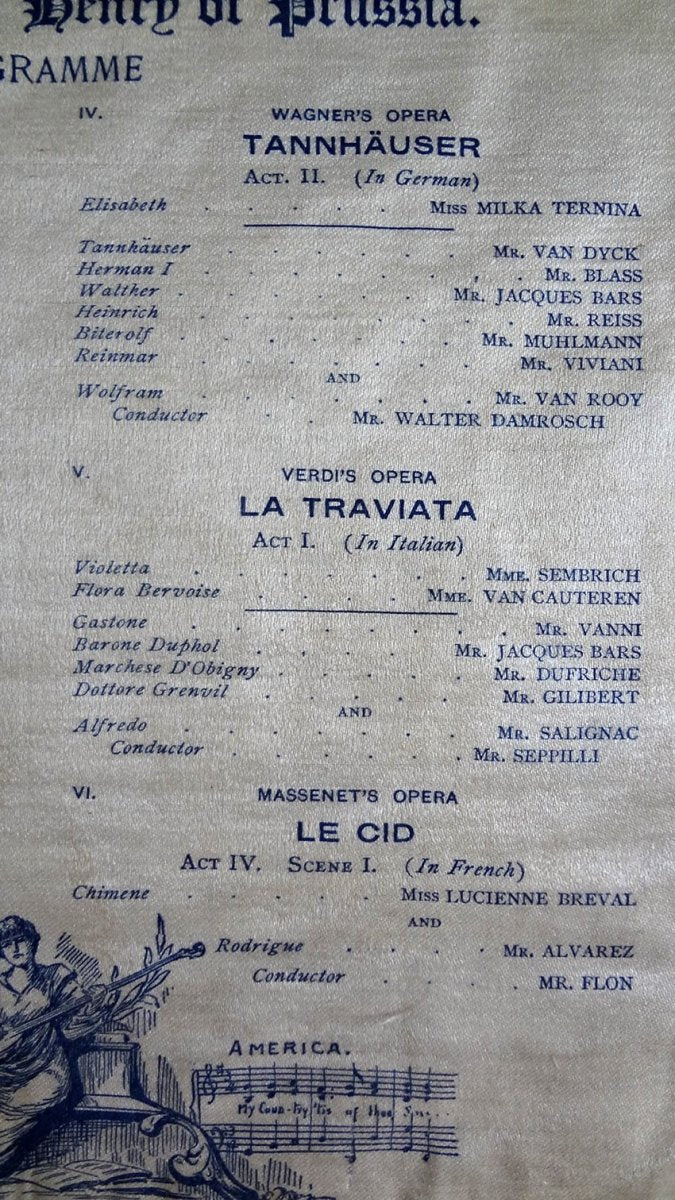 Henry of Prussia.
GRAMME
IV. WAGNER'S OPERA
TANNHÄUSER
ACT. II. (In German)
Elisabeth . . . . . MISS MILKA TERNINA
Tannhäuser . . . . . . MR. VAN DYCK
Herman I . . . . . . . MR. BLASS
Walther . . . . . . MR. JACQUES BARS
Heinrich . . . . . . . MR. REISS
Biterolf . . . . . . MR. MUHLMANN
Reinmar . . . . . . . MR. VIVIANI
AND
Wolfram . . . . . . MR. VAN ROOY
Conductor . . MR. WALTER DAMROSCH
V. VERDI'S OPERA
LA TRAVIATA
ACT I. (In Italian)
Violetta . . . . . . . MME. SEMBRICH
Flora Bervoise . . . . . MME. VAN CAUTEREN
Gastone . . . . . . . MR. VANNI
Barone Duphol . . . . . MR. JACQUES BARS
Marchese D'Obigny . . . . . MR. DUFRICHE
Dottore Grenvil . . . . . . MR. GILIBERT
AND
Alfredo . . . . . . . MR. SALIGNAC
Conductor . . . . . . MR. SEPPILLI
VI. MASSENET'S OPERA
LE CID
ACT IV. SCENE I. (In French)
Chimene . . . . . MISS LUCIENNE BREVAL
AND
Rodrigue . . . . MR. ALVAREZ
Conductor . . . . MR. FLON
AMERICA.
My Coun-try 'tis of thee